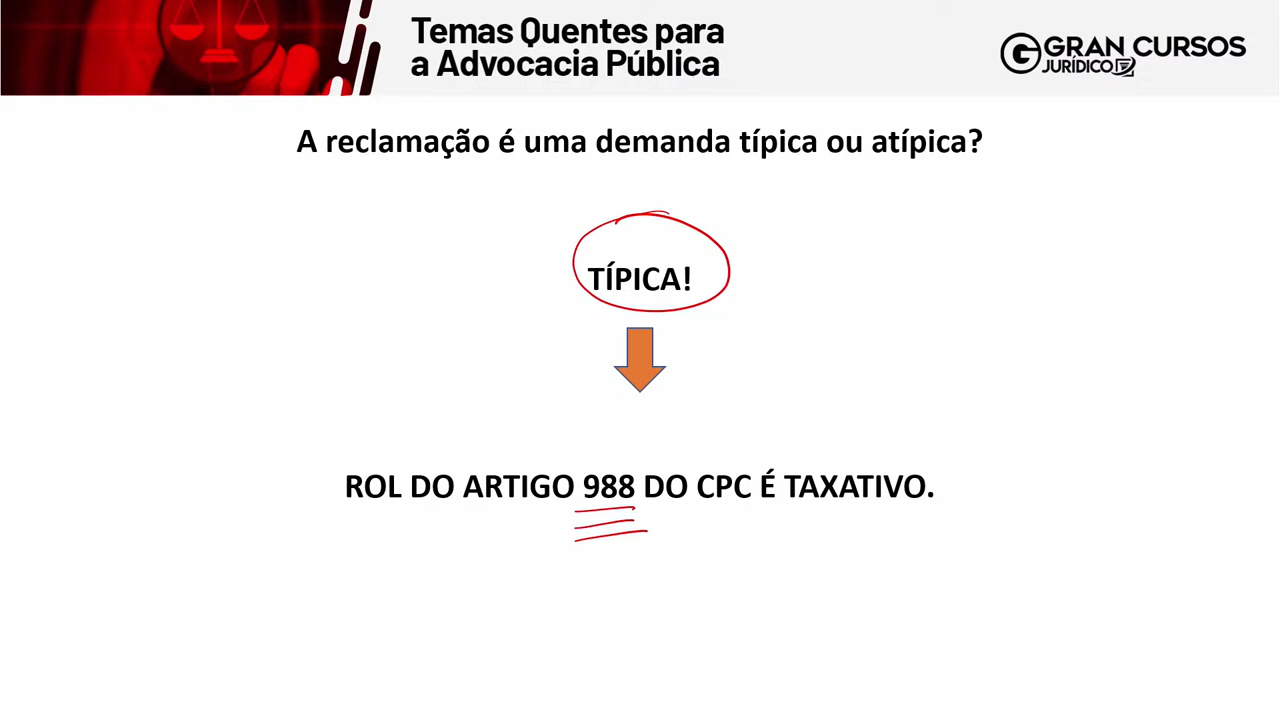 Temas Quentes para
a Advocacia Pública
GRAN CURSOS
JURÍDICO
A reclamação é uma demanda típica ou atípica?
TÍPICA!
ROL DO ARTIGO 988 DO CPC É TAXATIVO.